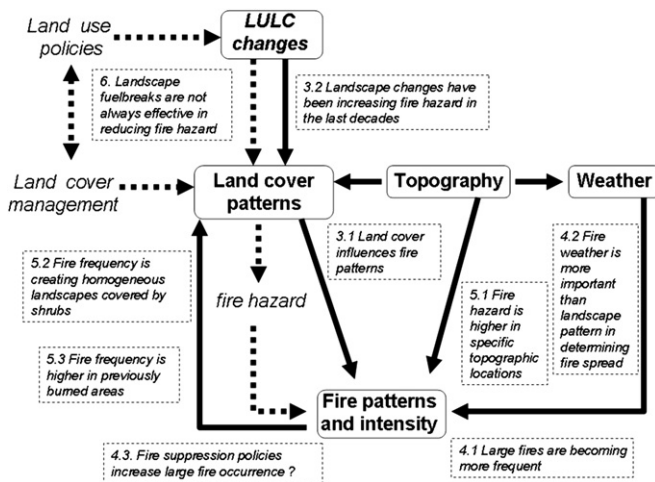 Land use
policies
LULC
changes
6. Landscape
fuelbreaks are not
always effective in
reducing fire hazard
3.2 Landscape changes have
been increasing fire hazard in
the last decades
Land cover
management
Land cover
patterns
Topography
Weather
3.1 Land cover
influences fire
patterns
4.2 Fire
weather is
more
important
than
landscape
pattern in
determining
fire spread
5.2 Fire frequency is
creating homogeneous
landscapes covered by
shrubs
fire hazard
5.1 Fire
hazard is
higher in
specific
topographic
locations
5.3 Fire frequency is
higher in previously
burned areas
Fire patterns
and intensity
4.3. Fire suppression policies
increase large fire occurrence ?
4.1 Large fires are becoming
more frequent